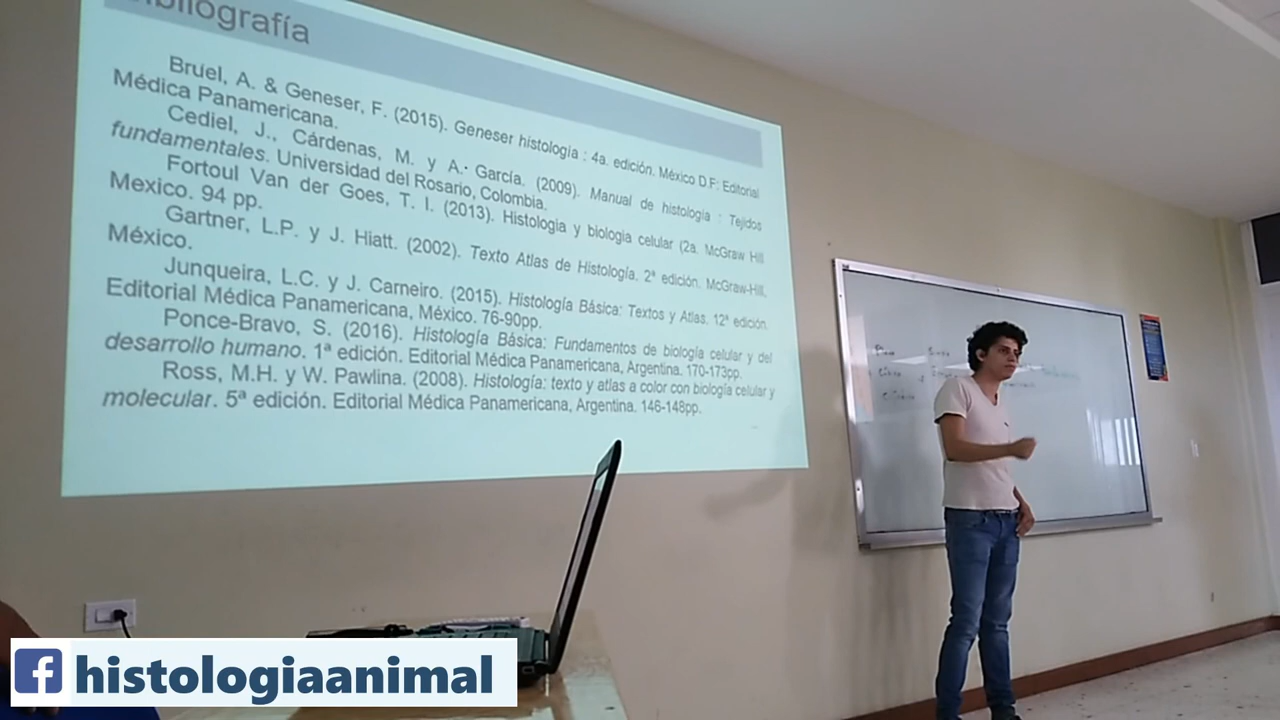 bibliografía
Bruel, A. & Geneser, F. (2015). Geneser histologia : 4a. edición. México D.F: Editorial
Médica Panamericana.
Cediel, J., Cárdenas, M. y A. García. (2009). Manual de histología : Tejidos
fundamentales. Universidad del Rosario, Colombia.
Fortoul Van der Goes, T. I. (2013). Histologia y biologia celular (2a. McGraw Hill
Mexico. 94 pp.
Gartner, L.P. y J. Hiatt. (2002). Texto Atlas de Histología. 2ª edición. McGraw-Hill,
México.
Junqueira, L.C. y J. Carneiro. (2015). Histología Básica: Textos y Atlas. 12ª edición.
Editorial Médica Panamericana, México. 76-90pp.
Ponce-Bravo, S. (2016). Histología Básica: Fundamentos de biología celular y del
desarrollo humano. 1ª edición. Editorial Médica Panamericana, Argentina. 170-173pp.
Ross, M.H. y W. Pawlina. (2008). Histología: texto y atlas a color con biología celular y
molecular. 5ª edición. Editorial Médica Panamericana, Argentina. 146-148pp.
f histologiaanimal